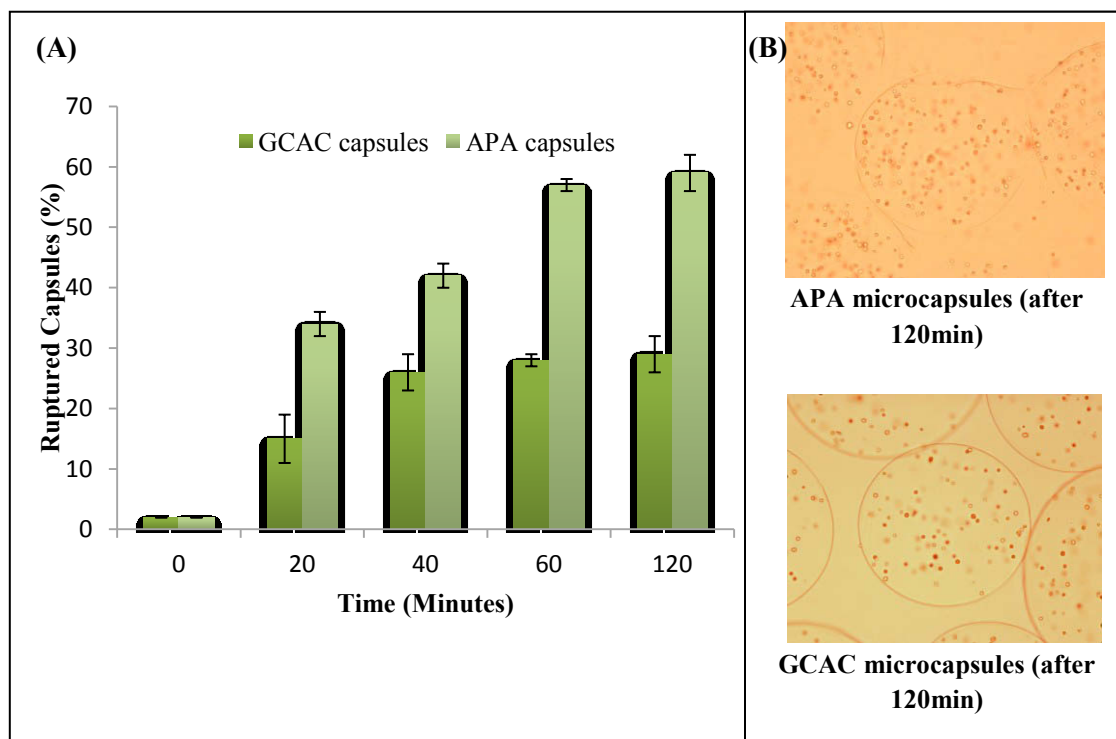 (A)
70
60
50
40
30
20
10
0
Ruptured Capsules (%)
GCAC capsules
APA capsules
0 20 40 60 120
Time (Minutes)
(B)
APA microcapsules (after
120min)
GCAC microcapsules (after
120min)